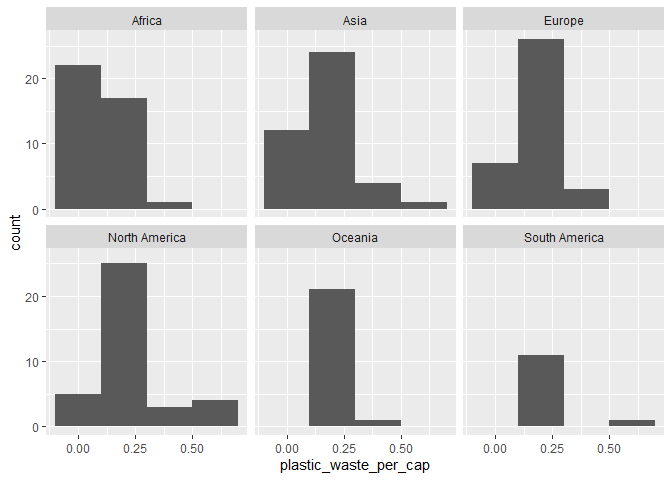 Africa Asia Europe
20
10
0
North America Oceania South America
20
10
0
count
0.00 0.25 0.50 0.00 0.25 0.50 0.00 0.25 0.50
plastic_waste_per_cap